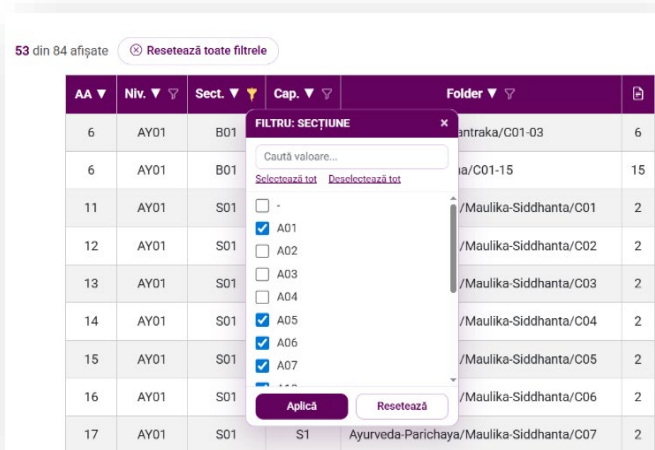 53 din 84 afișate Resetează toate filtrele
AA ▼ Niv. ▼ Sect. ▼ Cap. ▼ Folder ▼
6 AY01 B01 antraka/C01-03 6
6 AY01 B01 na/C01-15 15
11 AY01 S01 /Maulika-Siddhanta/C01 2
12 AY01 S01 /Maulika-Siddhanta/C02 2
13 AY01 S01 /Maulika-Siddhanta/C03 2
14 AY01 S01 /Maulika-Siddhanta/C04 2
15 AY01 S01 /Maulika-Siddhanta/C05 2
16 AY01 S01 /Maulika-Siddhanta/C06 2
17 AY01 S01 S1 Ayurveda-Parichaya/Maulika-Siddhanta/C07 2
FILTRU: SECȚIUNE ×
Caută valoare...
Selectează tot Deselectează tot
-
A01
A02
A03
A04
A05
A06
A07
Aplică Resetează